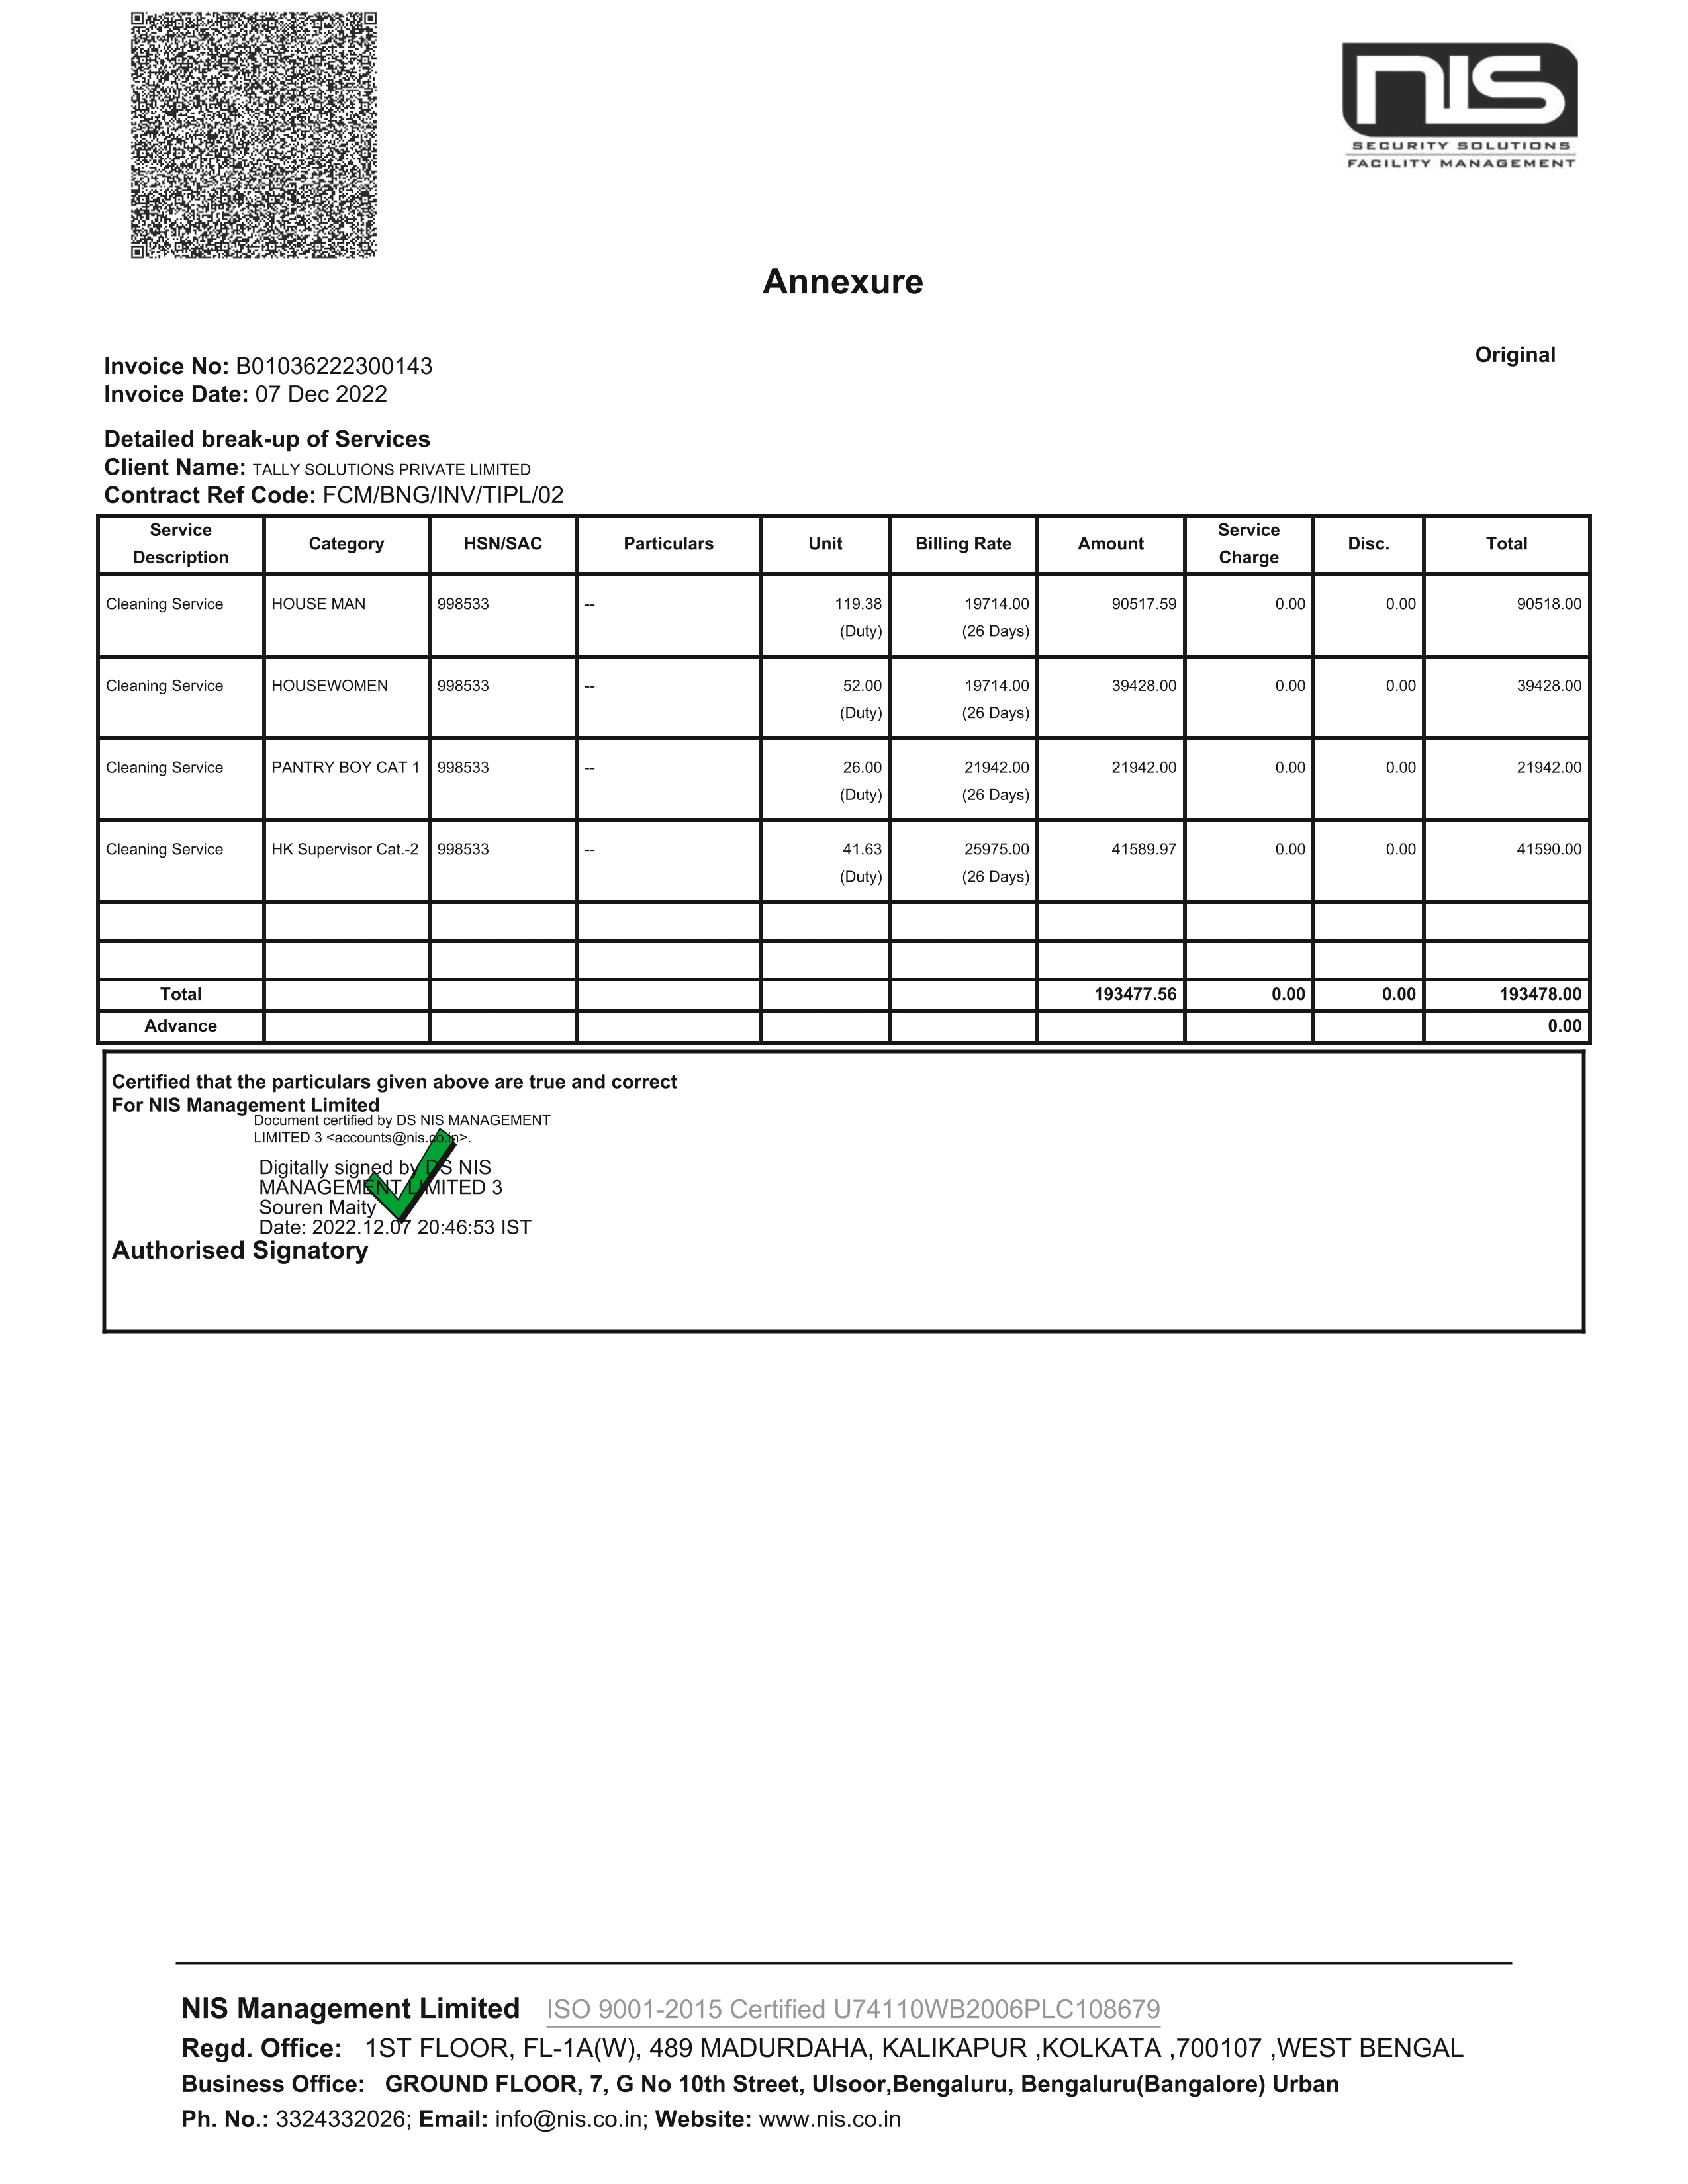 nis
SECURITY SOLUTIONS
FACILITY MANAGEMENT
Annexure
Original
Invoice No: B01036222300143
Invoice Date: 07 Dec 2022
Detailed break-up of Services
Client Name: TALLY SOLUTIONS PRIVATE LIMITED
Contract Ref Code: FCM/BNG/INV/TIPL/02
Service Description Category HSN/SAC Particulars Unit Billing Rate Amount Service Charge Disc. Total
Cleaning Service HOUSE MAN 998533 -- 119.38 19714.00 90517.59 0.00 0.00 90518.00
(Duty) (26 Days)
Cleaning Service HOUSEWOMEN 998533 -- 52.00 19714.00 39428.00 0.00 0.00 39428.00
(Duty) (26 Days)
Cleaning Service PANTRY BOY CAT 1 998533 -- 26.00 21942.00 21942.00 0.00 0.00 21942.00
(Duty) (26 Days)
Cleaning Service HK Supervisor Cat.-2 998533 -- 41.63 25975.00 41589.97 0.00 0.00 41590.00
(Duty) (26 Days)
Total 193477.56 0.00 0.00 193478.00
Advance 0.00
Certified that the particulars given above are true and correct
For NIS Management Limited
Document certified by DS NIS MANAGEMENT
LIMITED 3 <accounts@nis.co.in>.
Digitally signed by DS NIS
MANAGEMENT LIMITED 3
Souren Maity
Date: 2022.12.07 20:46:53 IST
Authorised Signatory
NIS Management Limited ISO 9001-2015 Certified U74110WB2006PLC108679
Regd. Office: 1ST FLOOR, FL-1A(W), 489 MADURDAHA, KALIKAPUR ,KOLKATA ,700107 ,WEST BENGAL
Business Office: GROUND FLOOR, 7, G No 10th Street, Ulsoor,Bengaluru, Bengaluru(Bangalore) Urban
Ph. No.: 3324332026; Email: info@nis.co.in; Website: www.nis.co.in